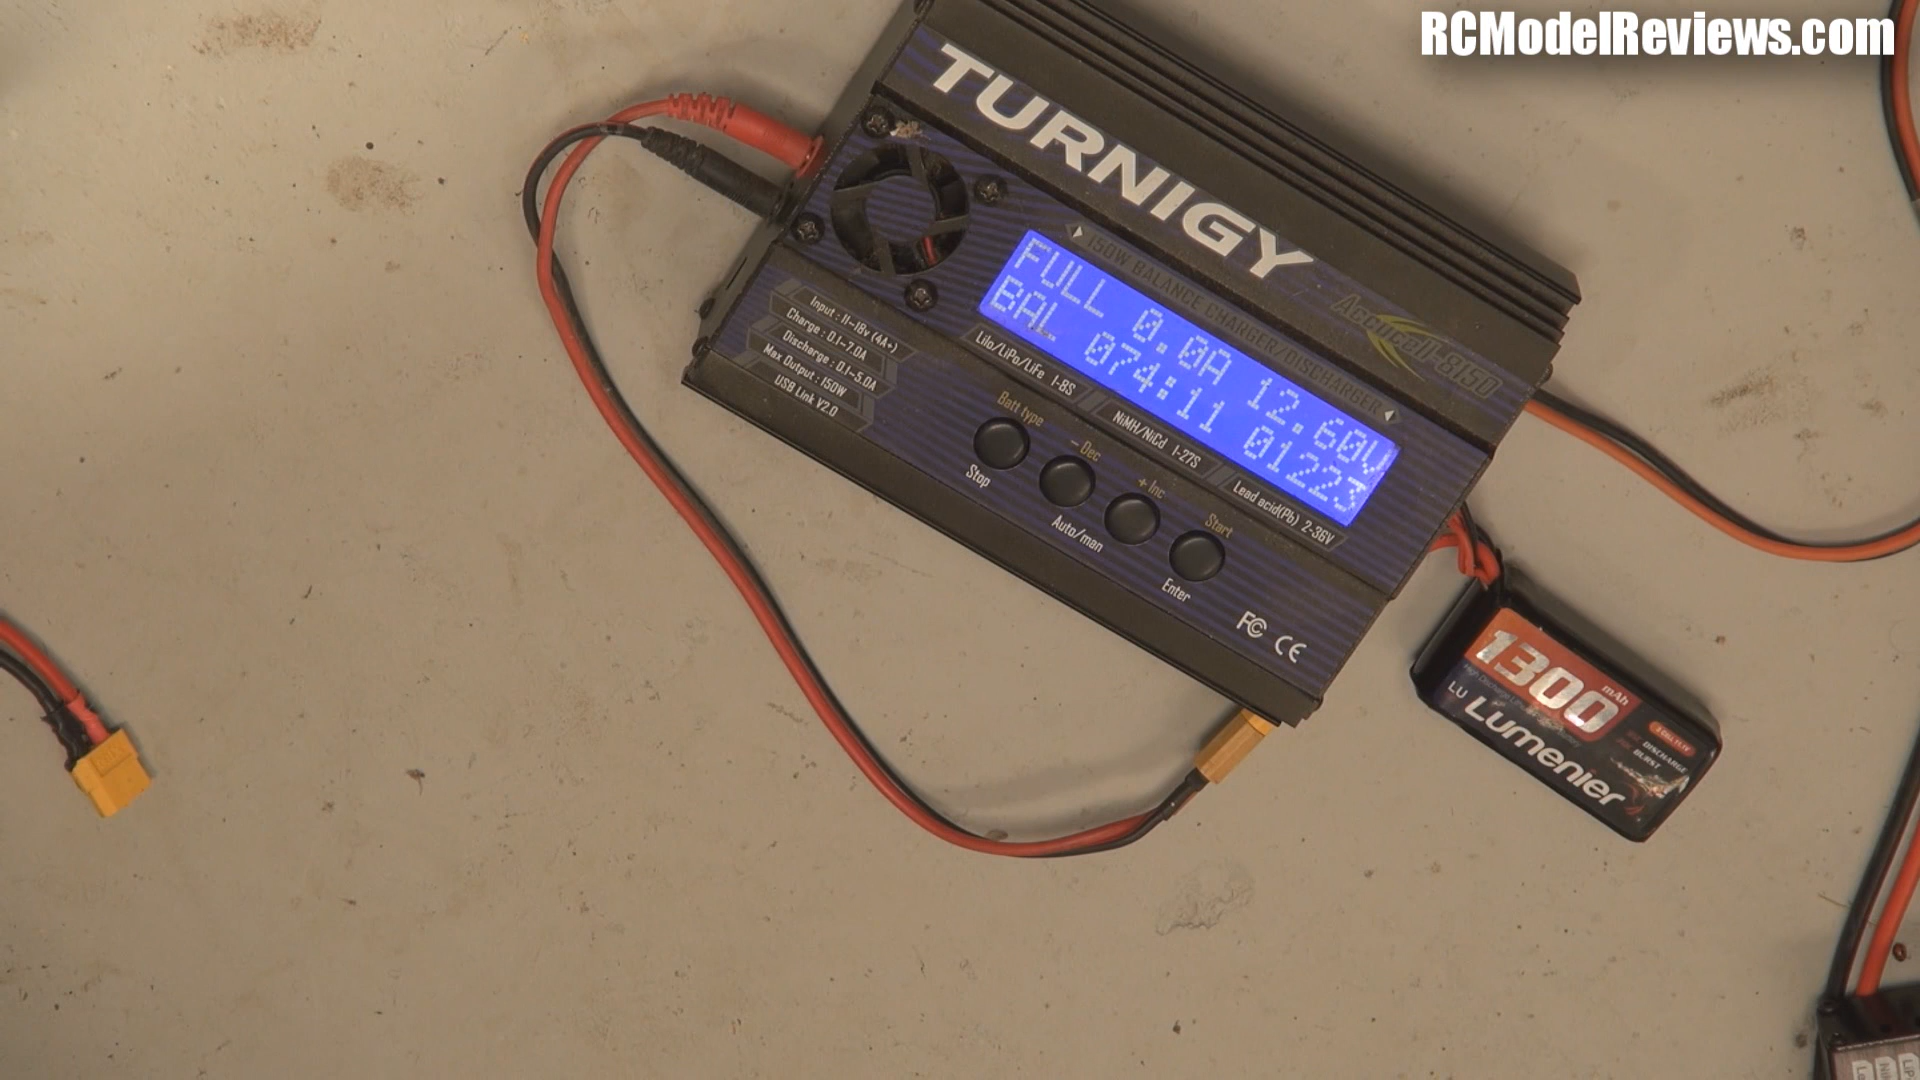 RCModelReviews.com
TURNIGY
Accucell-8150
150W BALANCE CHARGER/DISCHARGER
FULL 0.0A 12.60V
BAL 074:11 01223
Input : 11-18v (4A+)
Charge : 0.1-7.0A
Discharge : 0.1-5.0A
Max Output : 150W
USB Link V2.0
LiIo/LiPo/LiFe 1-8S
NiMH/NiCd 1-27S
Lead acid(Pb) 2-36V
Batt type
- Dec
+ Inc
Start
Stop
Auto/man
Enter
FC CE
1300 mAh
LU
Lumenier
DISCHARGE
BURST